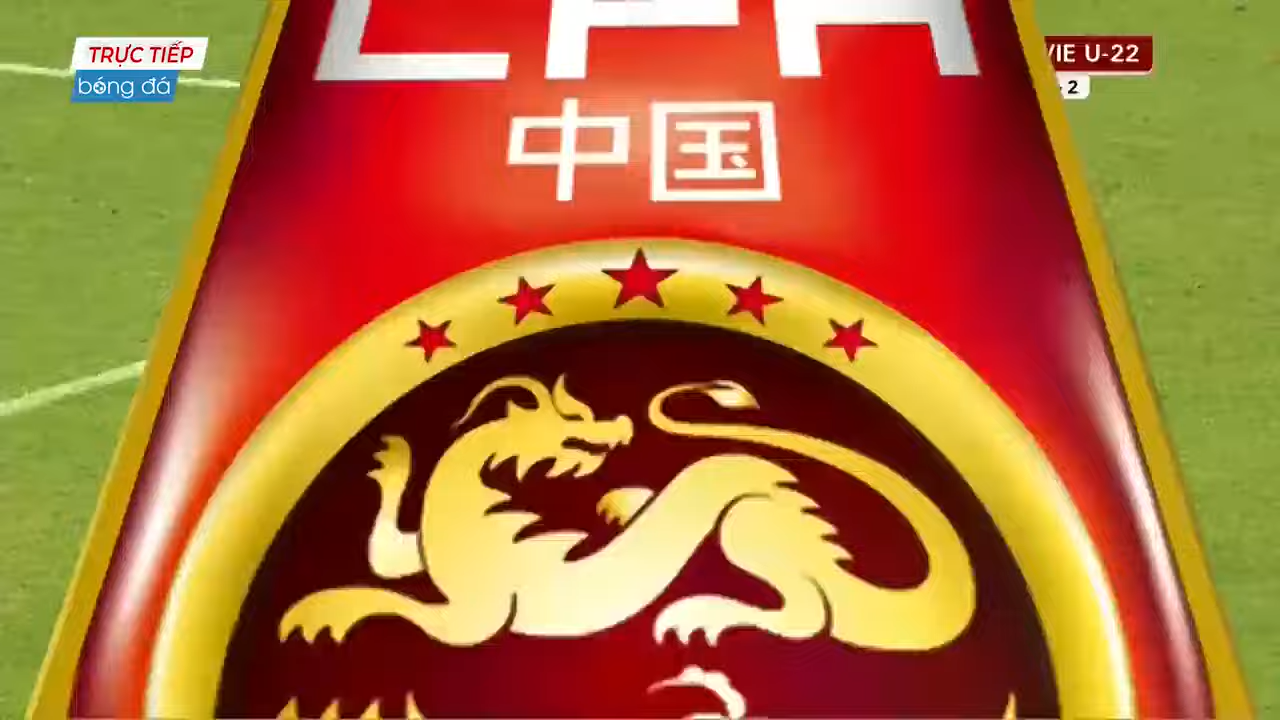 TRỰC TIẾP
bóng đá
VIE U-22
2
中国